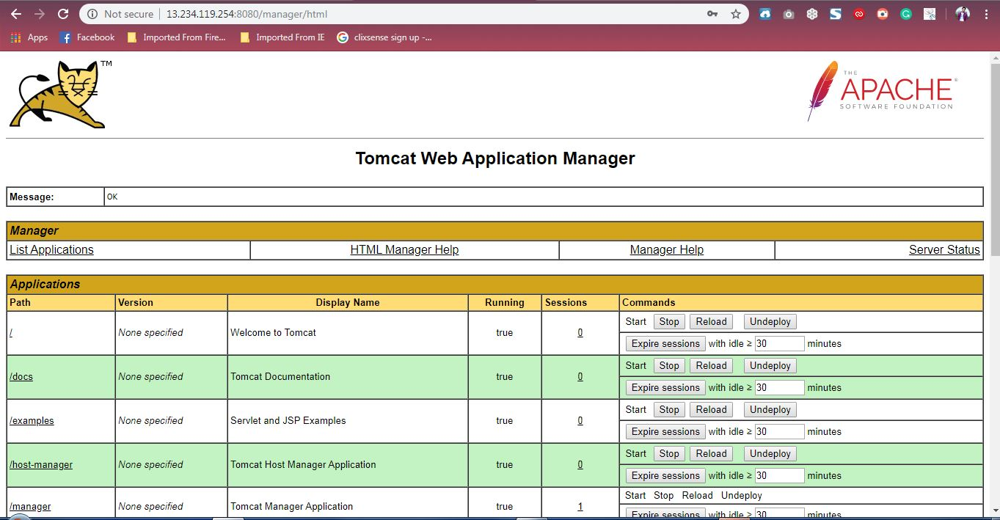 Not secure | 13.234.119.254:8080/manager/html
Apps Facebook Imported From Fire... Imported From IE clixsense sign up -...
TM
THE
APACHE®
SOFTWARE FOUNDATION
Tomcat Web Application Manager
Message: OK
Manager
List Applications HTML Manager Help Manager Help Server Status
Applications
Path Version Display Name Running Sessions Commands
/ None specified Welcome to Tomcat true 0 Start Stop Reload Undeploy
Expire sessions with idle ≥ 30 minutes
/docs None specified Tomcat Documentation true 0 Start Stop Reload Undeploy
Expire sessions with idle ≥ 30 minutes
/examples None specified Servlet and JSP Examples true 0 Start Stop Reload Undeploy
Expire sessions with idle ≥ 30 minutes
/host-manager None specified Tomcat Host Manager Application true 0 Start Stop Reload Undeploy
Expire sessions with idle ≥ 30 minutes
/manager None specified Tomcat Manager Application true 1 Start Stop Reload Undeploy
Expire sessions with idle ≥ 30 minutes